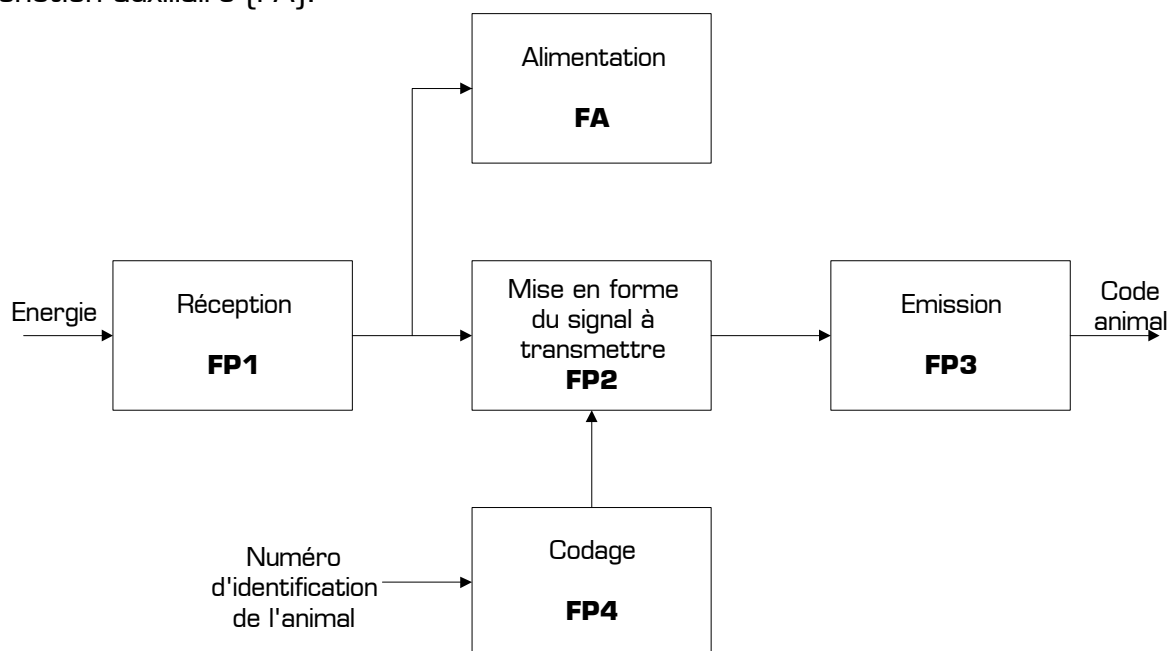 auxiliaire (FA).
Alimentation
FA
Energie
Réception
FP1
Mise en forme
du signal à
transmettre
FP2
Emission
FP3
Code
animal
Numéro
d'identification
de l'animal
Codage
FP4